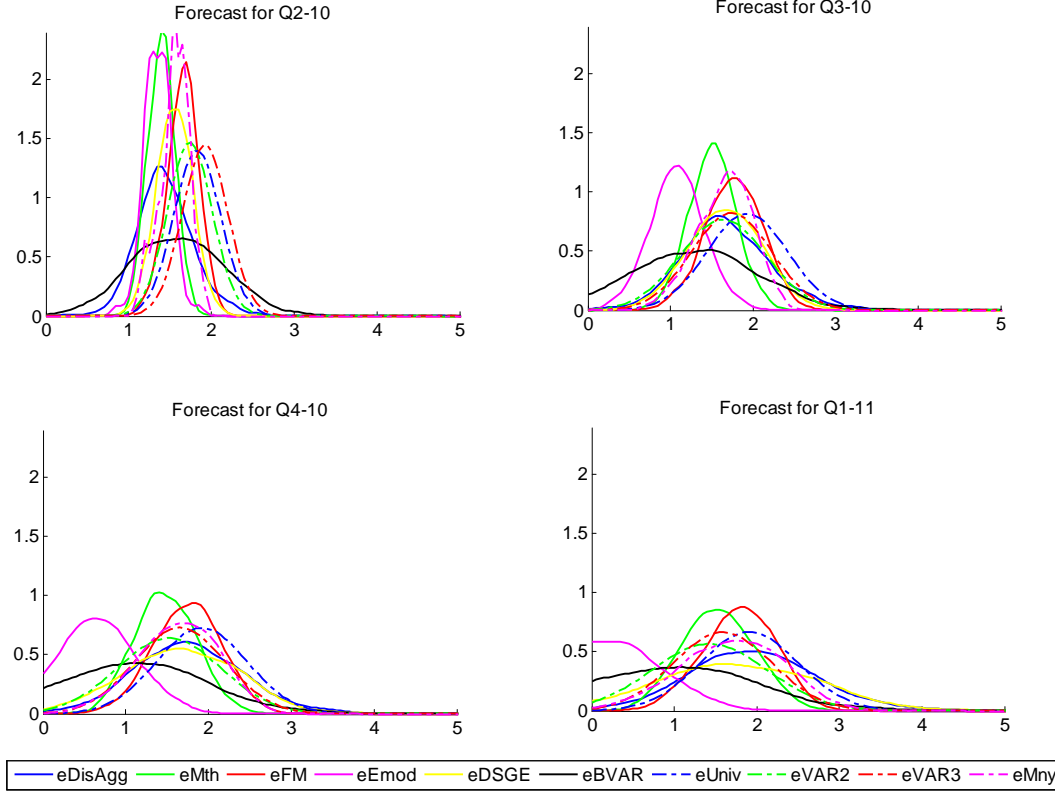 Forecast for Q2-10
2
1.5
1
0.5
0
0 1 2 3 4 5
Forecast for Q3-10
2
1.5
1
0.5
0
0 1 2 3 4 5
Forecast for Q4-10
2
1.5
1
0.5
0
0 1 2 3 4 5
Forecast for Q1-11
2
1.5
1
0.5
0
0 1 2 3 4 5
eDisAgg eMth eFM eEmod eDSGE eBVAR eUniv eVAR2 eVAR3 eMny